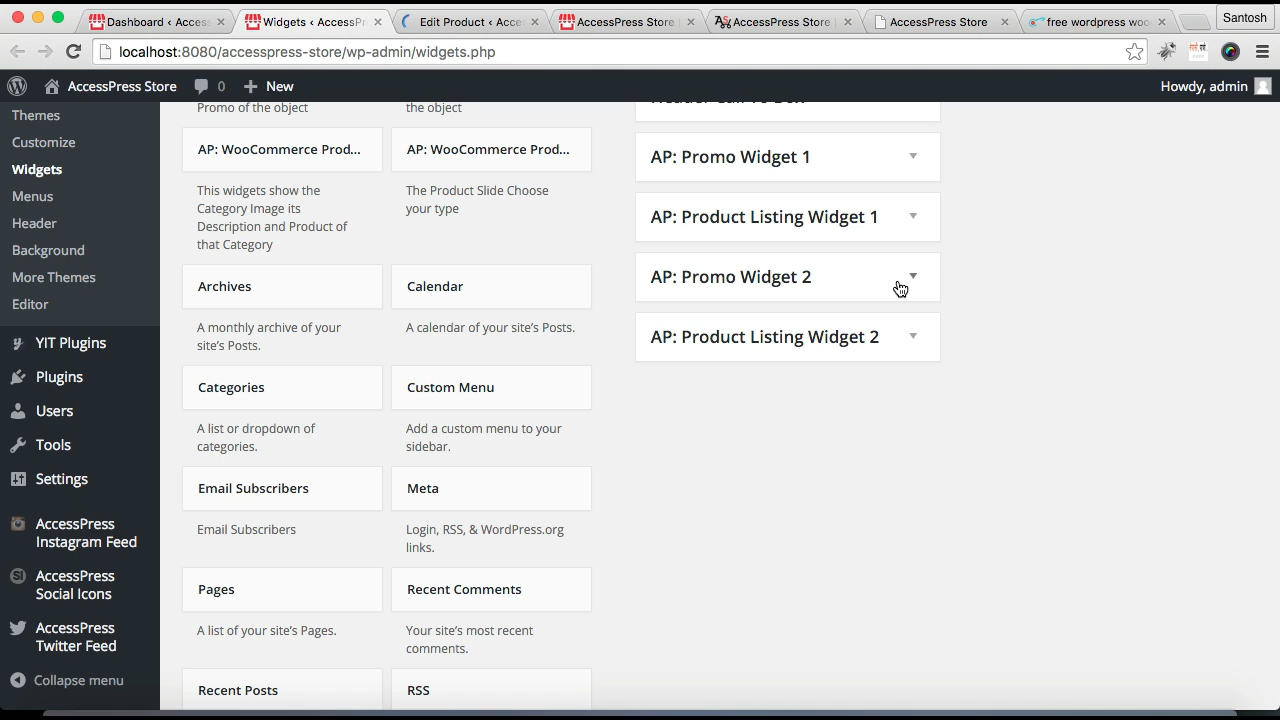 Dashboard ‹ Access
Widgets ‹ AccessPr
Edit Product ‹ Acce
AccessPress Store |
AccessPress Store
AccessPress Store
free wordpress woo
Santosh
localhost:8080/accesspress-store/wp-admin/widgets.php
AccessPress Store
0
New
Howdy, admin
Themes
Customize
Widgets
Menus
Header
Background
More Themes
Editor
YIT Plugins
Plugins
Users
Tools
Settings
AccessPress
Instagram Feed
AccessPress
Social Icons
AccessPress
Twitter Feed
Collapse menu
Promo of the object
the object
AP: WooCommerce Prod...
AP: WooCommerce Prod...
This widgets show the
Category Image its
Description and Product of
that Category
The Product Slide Choose
your type
Archives
Calendar
A monthly archive of your
site's Posts.
A calendar of your site's Posts.
Categories
Custom Menu
A list or dropdown of
categories.
Add a custom menu to your
sidebar.
Email Subscribers
Meta
Email Subscribers
Login, RSS, & WordPress.org
links.
Pages
Recent Comments
A list of your site's Pages.
Your site's most recent
comments.
Recent Posts
RSS
AP: Promo Widget 1
AP: Product Listing Widget 1
AP: Promo Widget 2
AP: Product Listing Widget 2